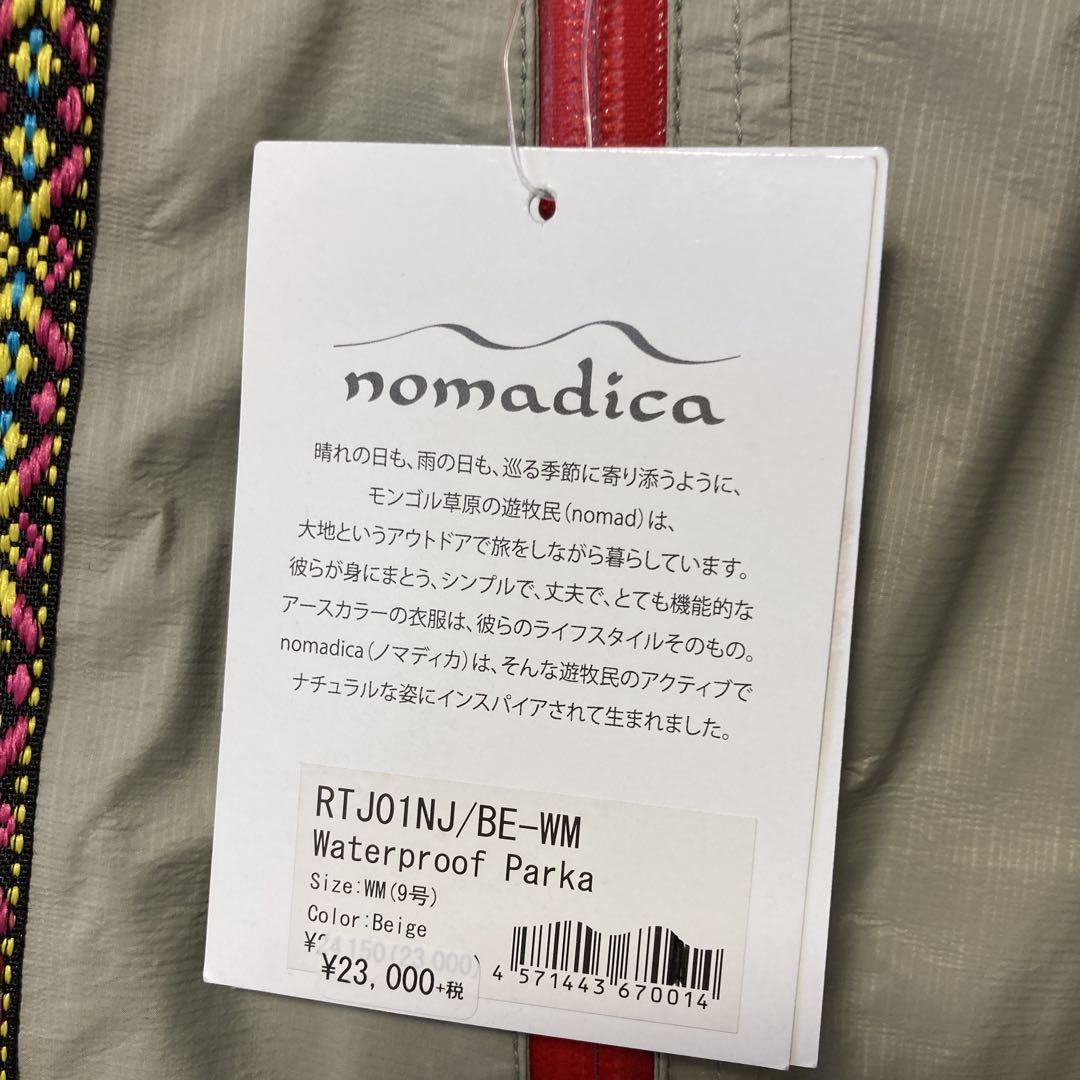 nomadica
晴れの日も、雨の日も、巡る季節に寄り添うように、
モンゴル草原の遊牧民(nomad)は、
大地というアウトドアで旅をしながら暮らしています。
彼らが身にまとう、シンプルで、丈夫で、とても機能的な
アースカラーの衣服は、彼らのライフスタイルそのもの。
nomadica(ノマディカ)は、そんな遊牧民のアクティブで
ナチュラルな姿にインスパイアされて生まれました。
RTJ01NJ/BE-WM
Waterproof Parka
Size:WM(9号)
Color:Beige
¥24,150(23,000)
¥23,000+税
4 571443 670014